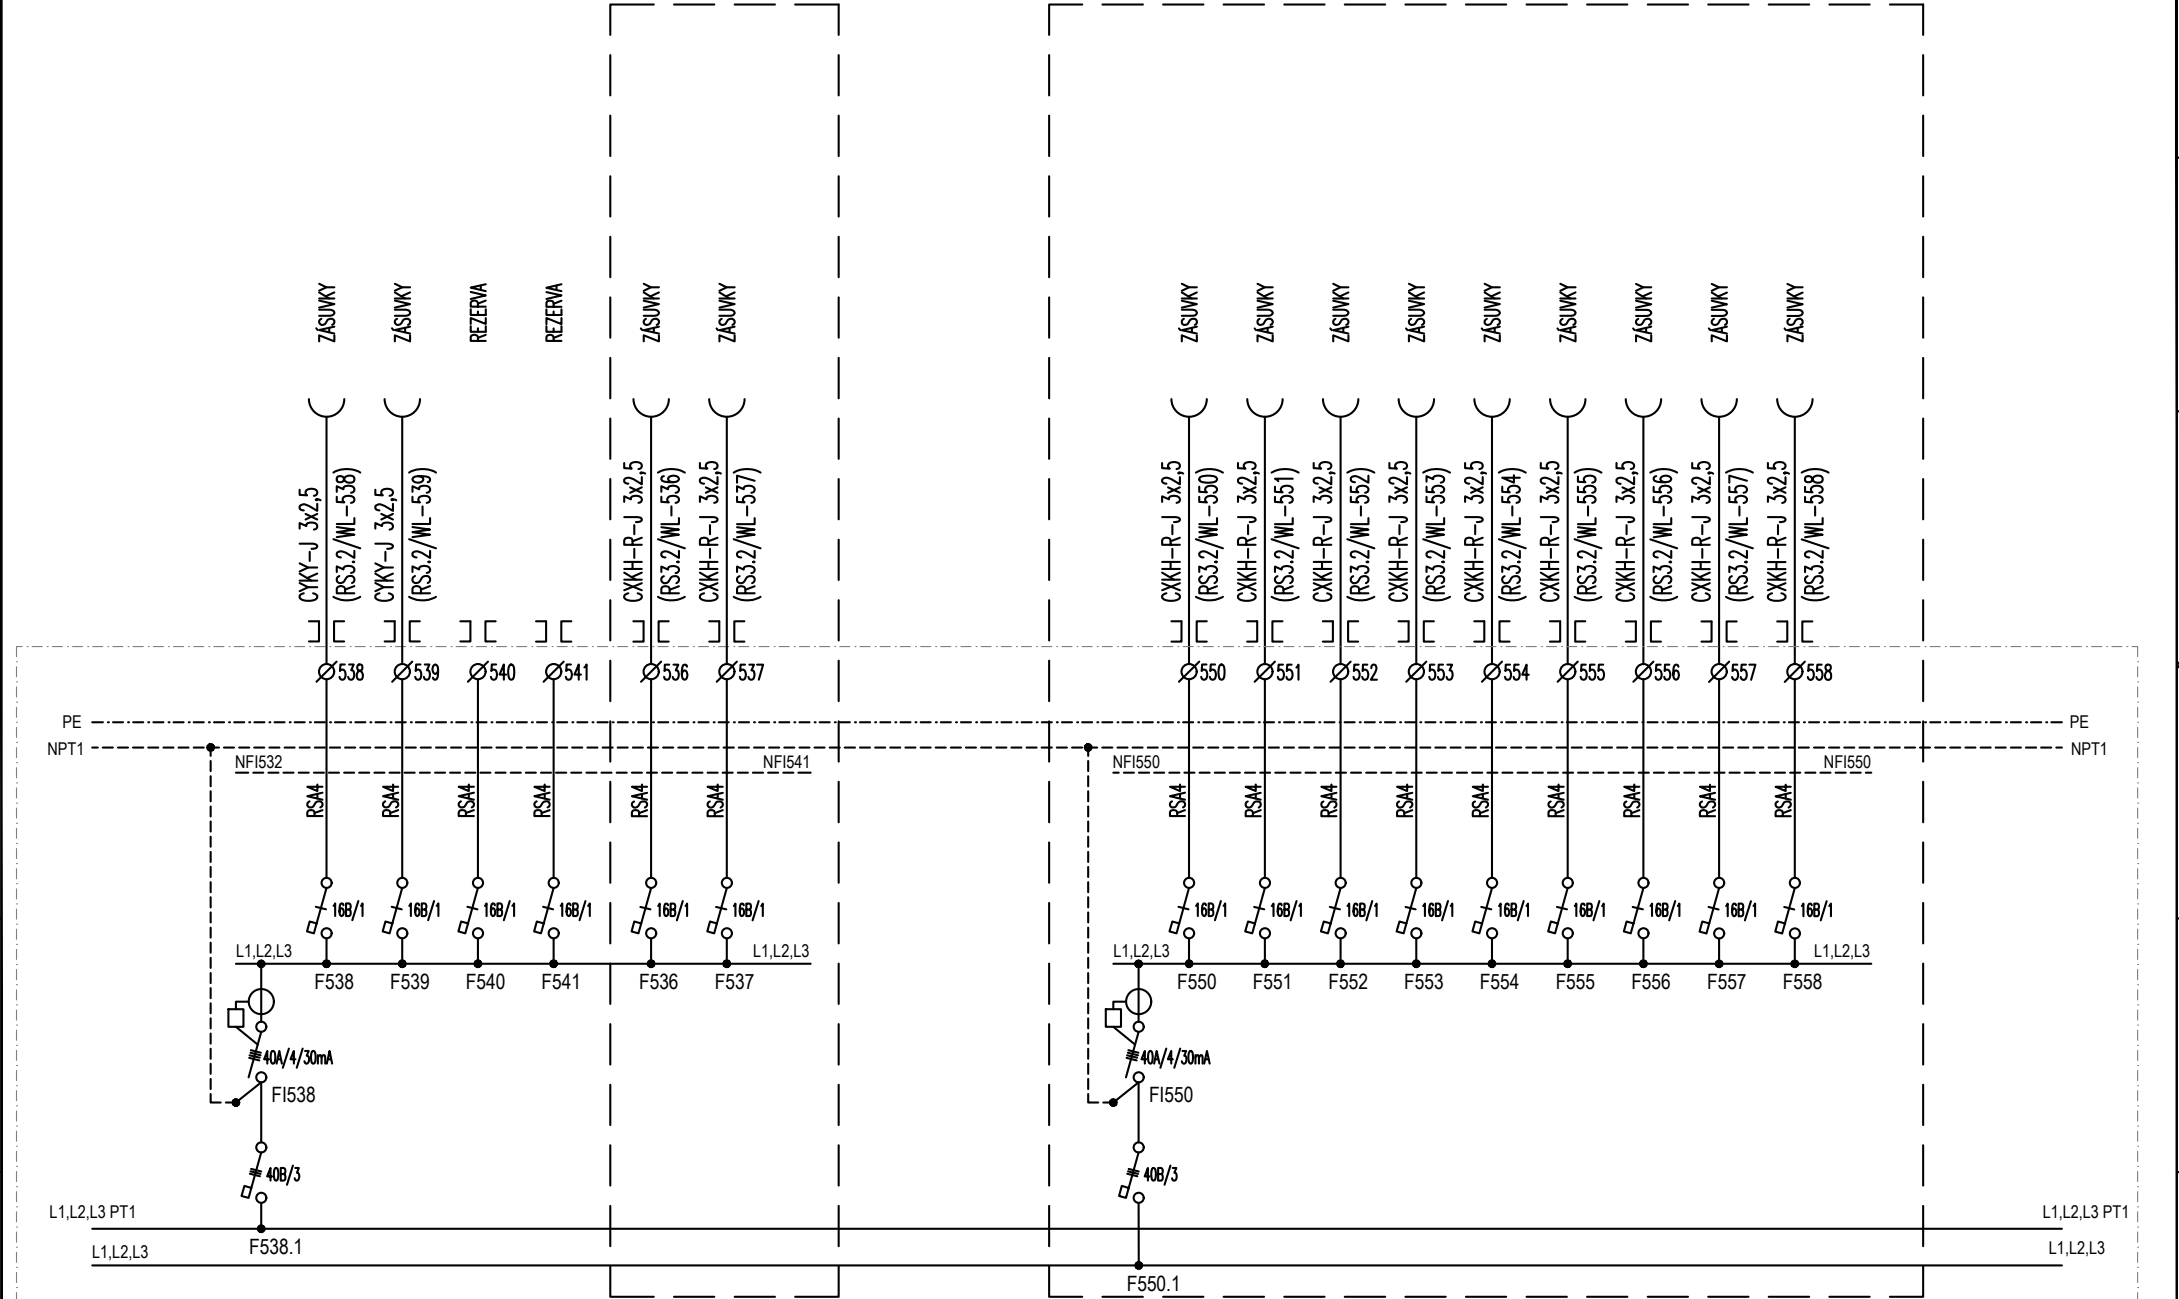 ZÁSUVKY ZÁSUVKY REZERVA REZERVA ZÁSUVKY ZÁSUVKY ZÁSUVKY ZÁSUVKY ZÁSUVKY ZÁSUVKY ZÁSUVKY ZÁSUVKY ZÁSUVKY ZÁSUVKY ZÁSUVKY
CYKY-J 3x2,5
(RS3.2/WL-538)
CYKY-J 3x2,5
(RS3.2/WL-539)
CXKH-R-J 3x2,5
(RS3.2/WL-536)
CXKH-R-J 3x2,5
(RS3.2/WL-537)
CXKH-R-J 3x2,5
(RS3.2/WL-550)
CXKH-R-J 3x2,5
(RS3.2/WL-551)
CXKH-R-J 3x2,5
(RS3.2/WL-552)
CXKH-R-J 3x2,5
(RS3.2/WL-553)
CXKH-R-J 3x2,5
(RS3.2/WL-554)
CXKH-R-J 3x2,5
(RS3.2/WL-555)
CXKH-R-J 3x2,5
(RS3.2/WL-556)
CXKH-R-J 3x2,5
(RS3.2/WL-557)
CXKH-R-J 3x2,5
(RS3.2/WL-558)
538 539 540 541 536 537 550 551 552 553 554 555 556 557 558
PE PE
NPT1 NPT1
NFI532 NFI541 NFI550 NFI550
RSA4 RSA4 RSA4 RSA4 RSA4 RSA4 RSA4 RSA4 RSA4 RSA4 RSA4 RSA4 RSA4 RSA4 RSA4
16B/1 16B/1 16B/1 16B/1 16B/1 16B/1 16B/1 16B/1 16B/1 16B/1 16B/1 16B/1 16B/1 16B/1 16B/1
L1,L2,L3 L1,L2,L3 L1,L2,L3 L1,L2,L3
F538 F539 F540 F541 F536 F537 F550 F551 F552 F553 F554 F555 F556 F557 F558
40A/4/30mA 40A/4/30mA
FI538 FI550
40B/3 40B/3
L1,L2,L3 PT1 L1,L2,L3 PT1
F538.1
L1,L2,L3 L1,L2,L3
F550.1